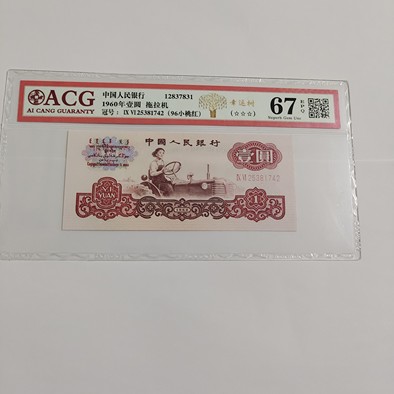 ACG
AI CANG GUARANTY
中国人民银行 12837831
1960年壹圆 拖拉机
冠号：IX VI 25381742（96小桃红）
幸运树
(☆☆☆)
67 EPQ
Superb Gem Unc
中国人民银行
壹圆
IX VI 25381742
YI
YUAN
1960